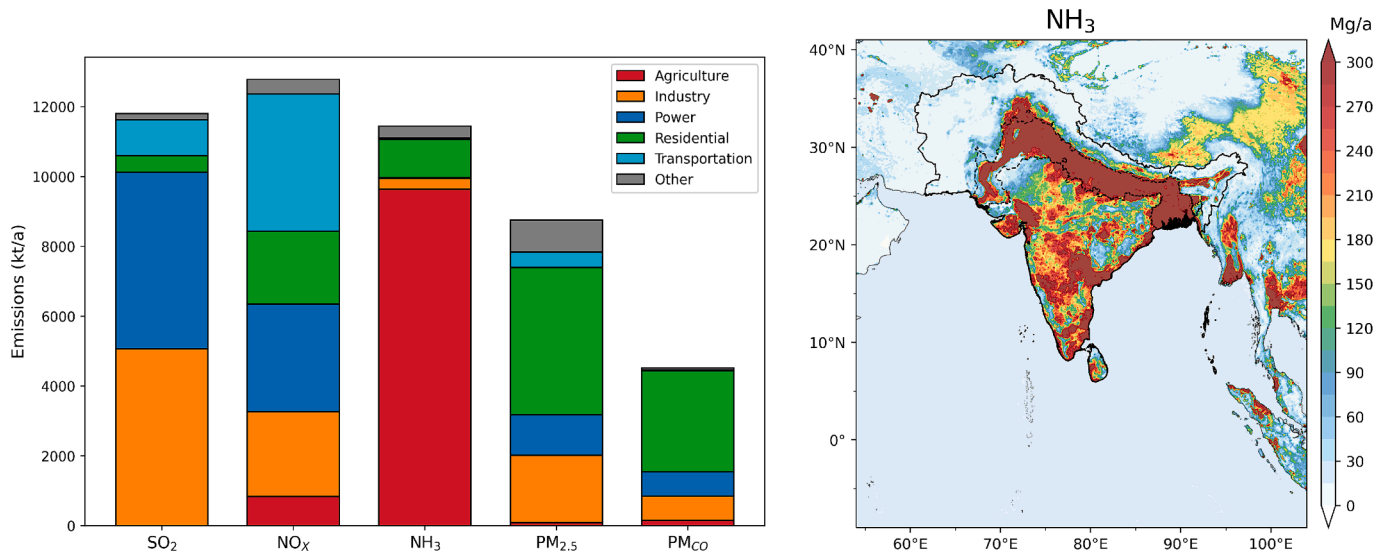 Emissions (kt/a)
12000
10000
8000
6000
4000
2000
0
Agriculture
Industry
Power
Residential
Transportation
Other
SO₂ NOₓ NH₃ PM₂.₅ PM_CO
NH₃
Mg/a
40°N
30°N
20°N
10°N
0°
60°E 70°E 80°E 90°E 100°E
300
270
240
210
180
150
120
90
60
30
0